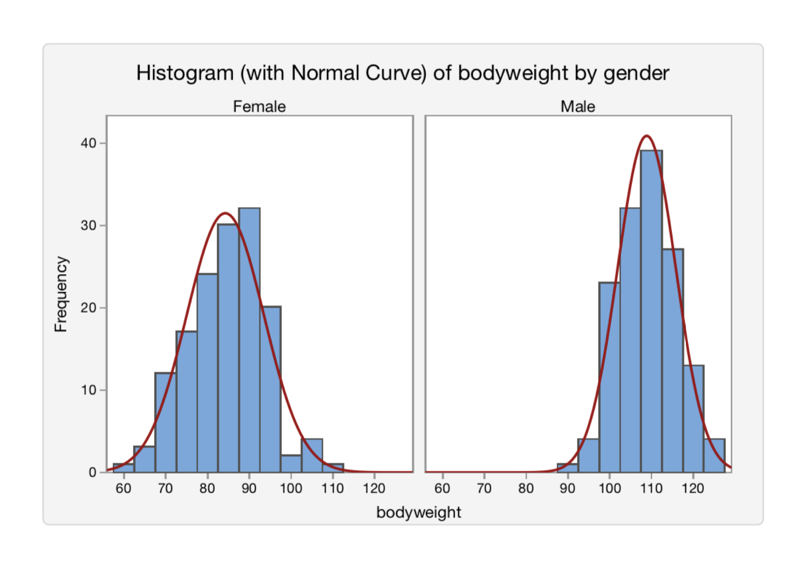 Histogram (with Normal Curve) of bodyweight by gender
Female Male
40
30
20
10
0
Frequency
60 70 80 90 100 110 120 60 70 80 90 100 110 120
bodyweight